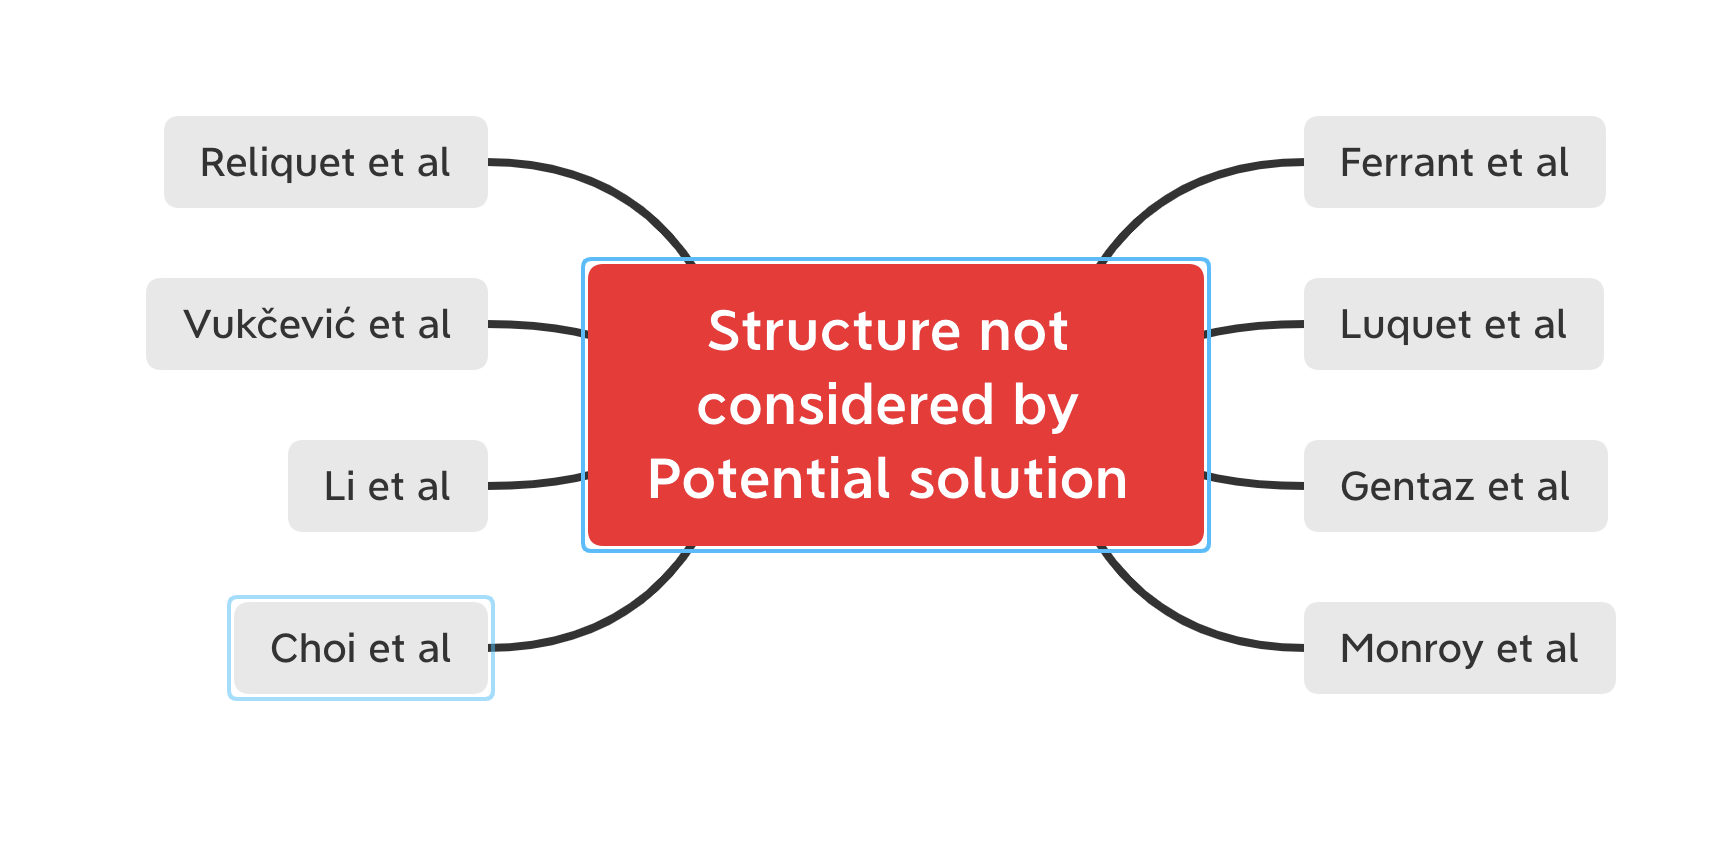 Reliquet et al
Vukčević et al
Li et al
Choi et al
Structure not
considered by
Potential solution
Ferrant et al
Luquet et al
Gentaz et al
Monroy et al